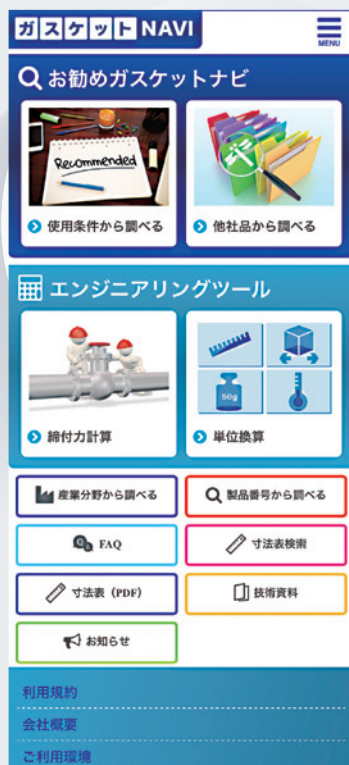 ガスケットNAVI
MENU
お勧めガスケットナビ
Recommended
使用条件から調べる
他社品から調べる
エンジニアリングツール
50g
締付力計算
単位換算
産業分野から調べる
製品番号から調べる
FAQ
寸法表検索
寸法表（PDF）
技術資料
お知らせ
利用規約
会社概要
ご利用環境